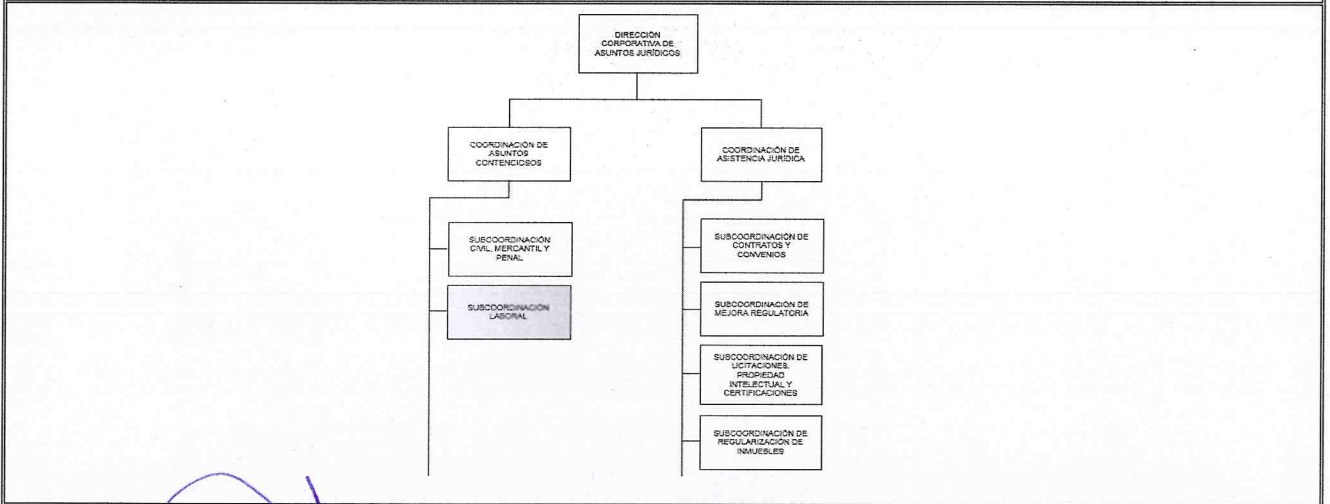 DIRECCIÓN
CORPORATIVA DE
ASUNTOS JURÍDICOS
COORDINACIÓN DE
ASUNTOS
CONTENCIOSOS
COORDINACIÓN DE
ASISTENCIA JURÍDICA
SUBCOORDINACIÓN
CIVIL, MERCANTIL Y
PENAL
SUBCOORDINACIÓN
LABORAL
SUBCOORDINACIÓN DE
CONTRATOS Y
CONVENIOS
SUBCOORDINACIÓN DE
MEJORA REGULATORIA
SUBCOORDINACIÓN DE
LICITACIONES,
PROPIEDAD
INTELECTUAL Y
CERTIFICACIONES
SUBCOORDINACIÓN DE
REGULARIZACIÓN DE
INMUEBLES